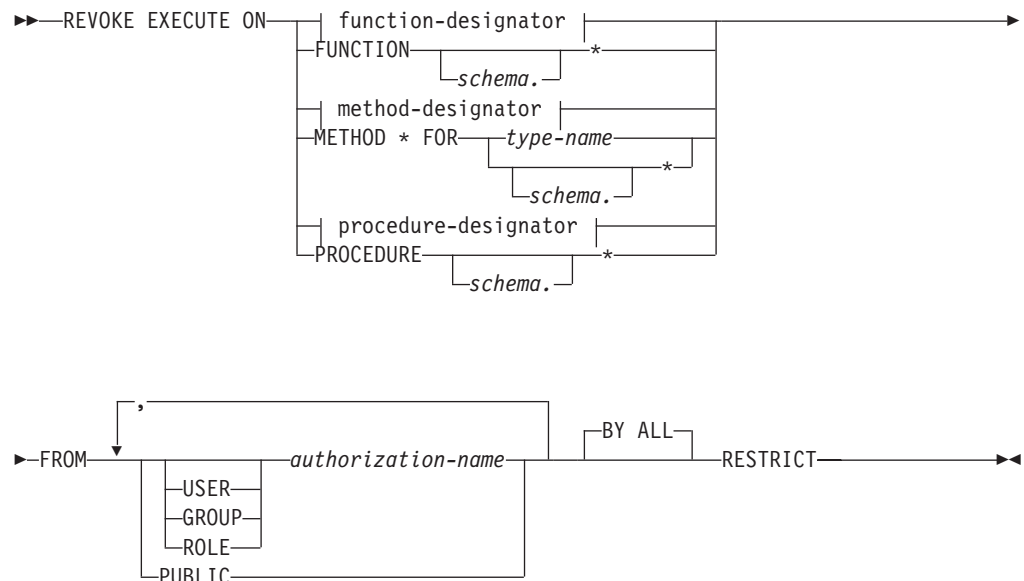 REVOKE EXECUTE ON function-designator
FUNCTION *
schema.
method-designator
METHOD * FOR type-name
*
schema.
procedure-designator
PROCEDURE *
schema.
,
BY ALL
FROM authorization-name RESTRICT
USER
GROUP
ROLE
PUBLIC